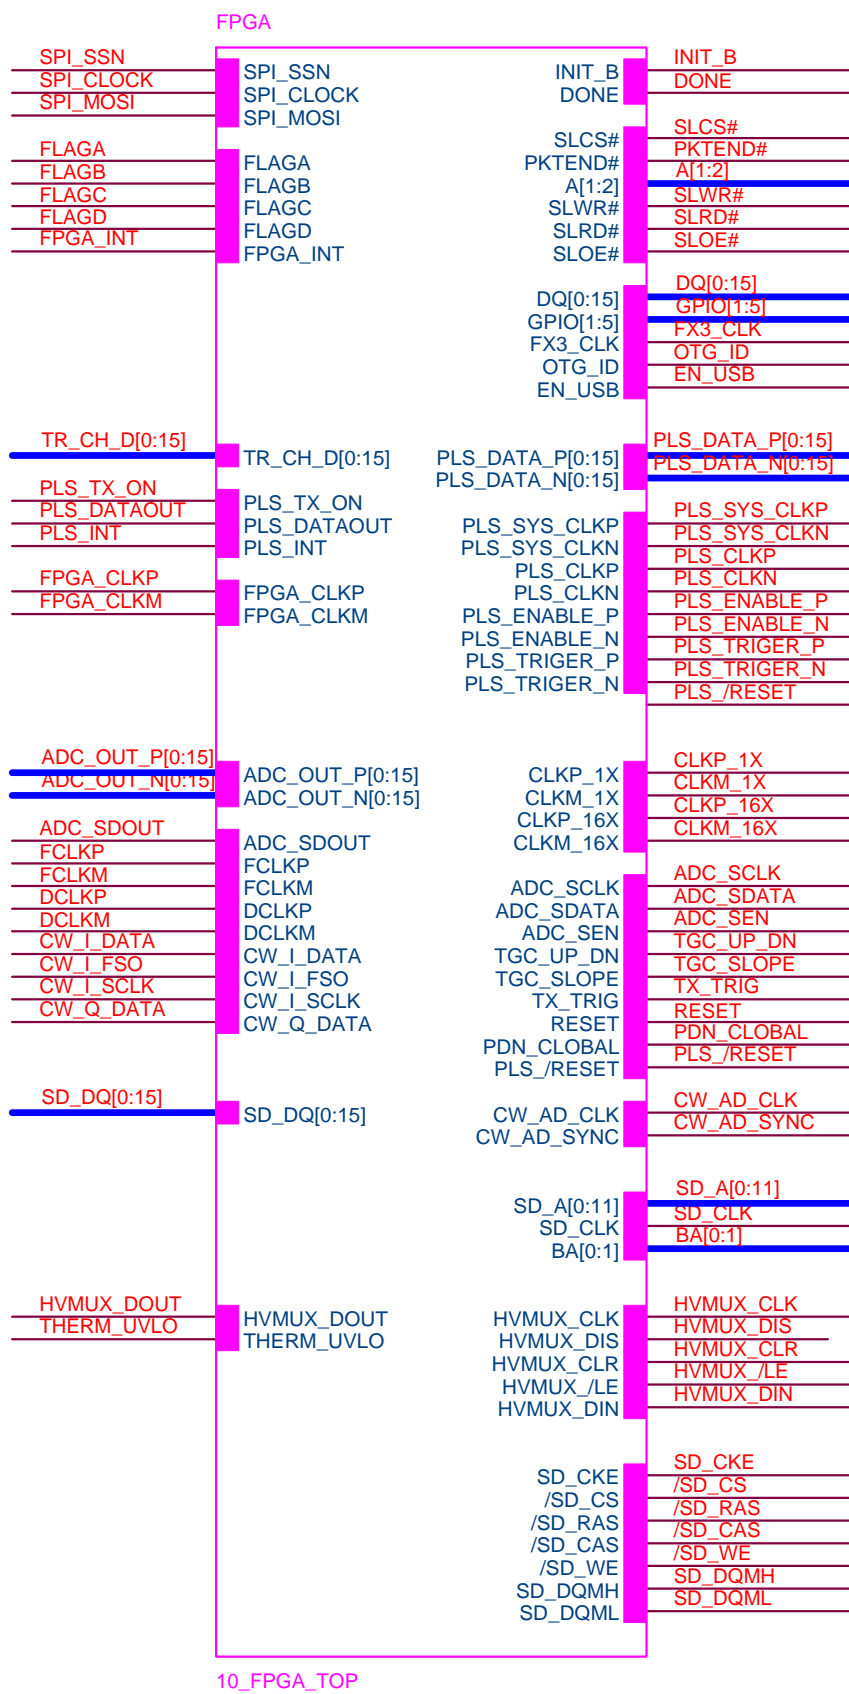 FPGA
SPI_SSN
SPI_CLOCK
SPI_MOSI
FLAGA
FLAGB
FLAGC
FLAGD
FPGA_INT
TR_CH_D[0:15]
PLS_TX_ON
PLS_DATAOUT
PLS_INT
FPGA_CLKP
FPGA_CLKM
ADC_OUT_P[0:15]
ADC_OUT_N[0:15]
ADC_SDOUT
FCLKP
FCLKM
DCLKP
DCLKM
CW_I_DATA
CW_I_FSO
CW_I_SCLK
CW_Q_DATA
SD_DQ[0:15]
HVMUX_DOUT
THERM_UVLO
SPI_SSN
SPI_CLOCK
SPI_MOSI
FLAGA
FLAGB
FLAGC
FLAGD
FPGA_INT
TR_CH_D[0:15]
PLS_TX_ON
PLS_DATAOUT
PLS_INT
FPGA_CLKP
FPGA_CLKM
ADC_OUT_P[0:15]
ADC_OUT_N[0:15]
ADC_SDOUT
FCLKP
FCLKM
DCLKP
DCLKM
CW_I_DATA
CW_I_FSO
CW_I_SCLK
CW_Q_DATA
SD_DQ[0:15]
HVMUX_DOUT
THERM_UVLO
INIT_B
DONE
SLCS#
PKTEND#
A[1:2]
SLWR#
SLRD#
SLOE#
DQ[0:15]
GPIO[1:5]
FX3_CLK
OTG_ID
EN_USB
PLS_DATA_P[0:15]
PLS_DATA_N[0:15]
PLS_SYS_CLKP
PLS_SYS_CLKN
PLS_CLKP
PLS_CLKN
PLS_ENABLE_P
PLS_ENABLE_N
PLS_TRIGER_P
PLS_TRIGER_N
CLKP_1X
CLKM_1X
CLKP_16X
CLKM_16X
ADC_SCLK
ADC_SDATA
ADC_SEN
TGC_UP_DN
TGC_SLOPE
TX_TRIG
RESET
PDN_CLOBAL
PLS_/RESET
CW_AD_CLK
CW_AD_SYNC
SD_A[0:11]
SD_CLK
BA[0:1]
HVMUX_CLK
HVMUX_DIS
HVMUX_CLR
HVMUX_/LE
HVMUX_DIN
SD_CKE
/SD_CS
/SD_RAS
/SD_CAS
/SD_WE
SD_DQMH
SD_DQML
INIT_B
DONE
SLCS#
PKTEND#
A[1:2]
SLWR#
SLRD#
SLOE#
DQ[0:15]
GPIO[1:5]
FX3_CLK
OTG_ID
EN_USB
PLS_DATA_P[0:15]
PLS_DATA_N[0:15]
PLS_SYS_CLKP
PLS_SYS_CLKN
PLS_CLKP
PLS_CLKN
PLS_ENABLE_P
PLS_ENABLE_N
PLS_TRIGER_P
PLS_TRIGER_N
PLS_/RESET
CLKP_1X
CLKM_1X
CLKP_16X
CLKM_16X
ADC_SCLK
ADC_SDATA
ADC_SEN
TGC_UP_DN
TGC_SLOPE
TX_TRIG
RESET
PDN_CLOBAL
PLS_/RESET
CW_AD_CLK
CW_AD_SYNC
SD_A[0:11]
SD_CLK
BA[0:1]
HVMUX_CLK
HVMUX_DIS
HVMUX_CLR
HVMUX_/LE
HVMUX_DIN
SD_CKE
/SD_CS
/SD_RAS
/SD_CAS
/SD_WE
SD_DQMH
SD_DQML
10_FPGA_TOP